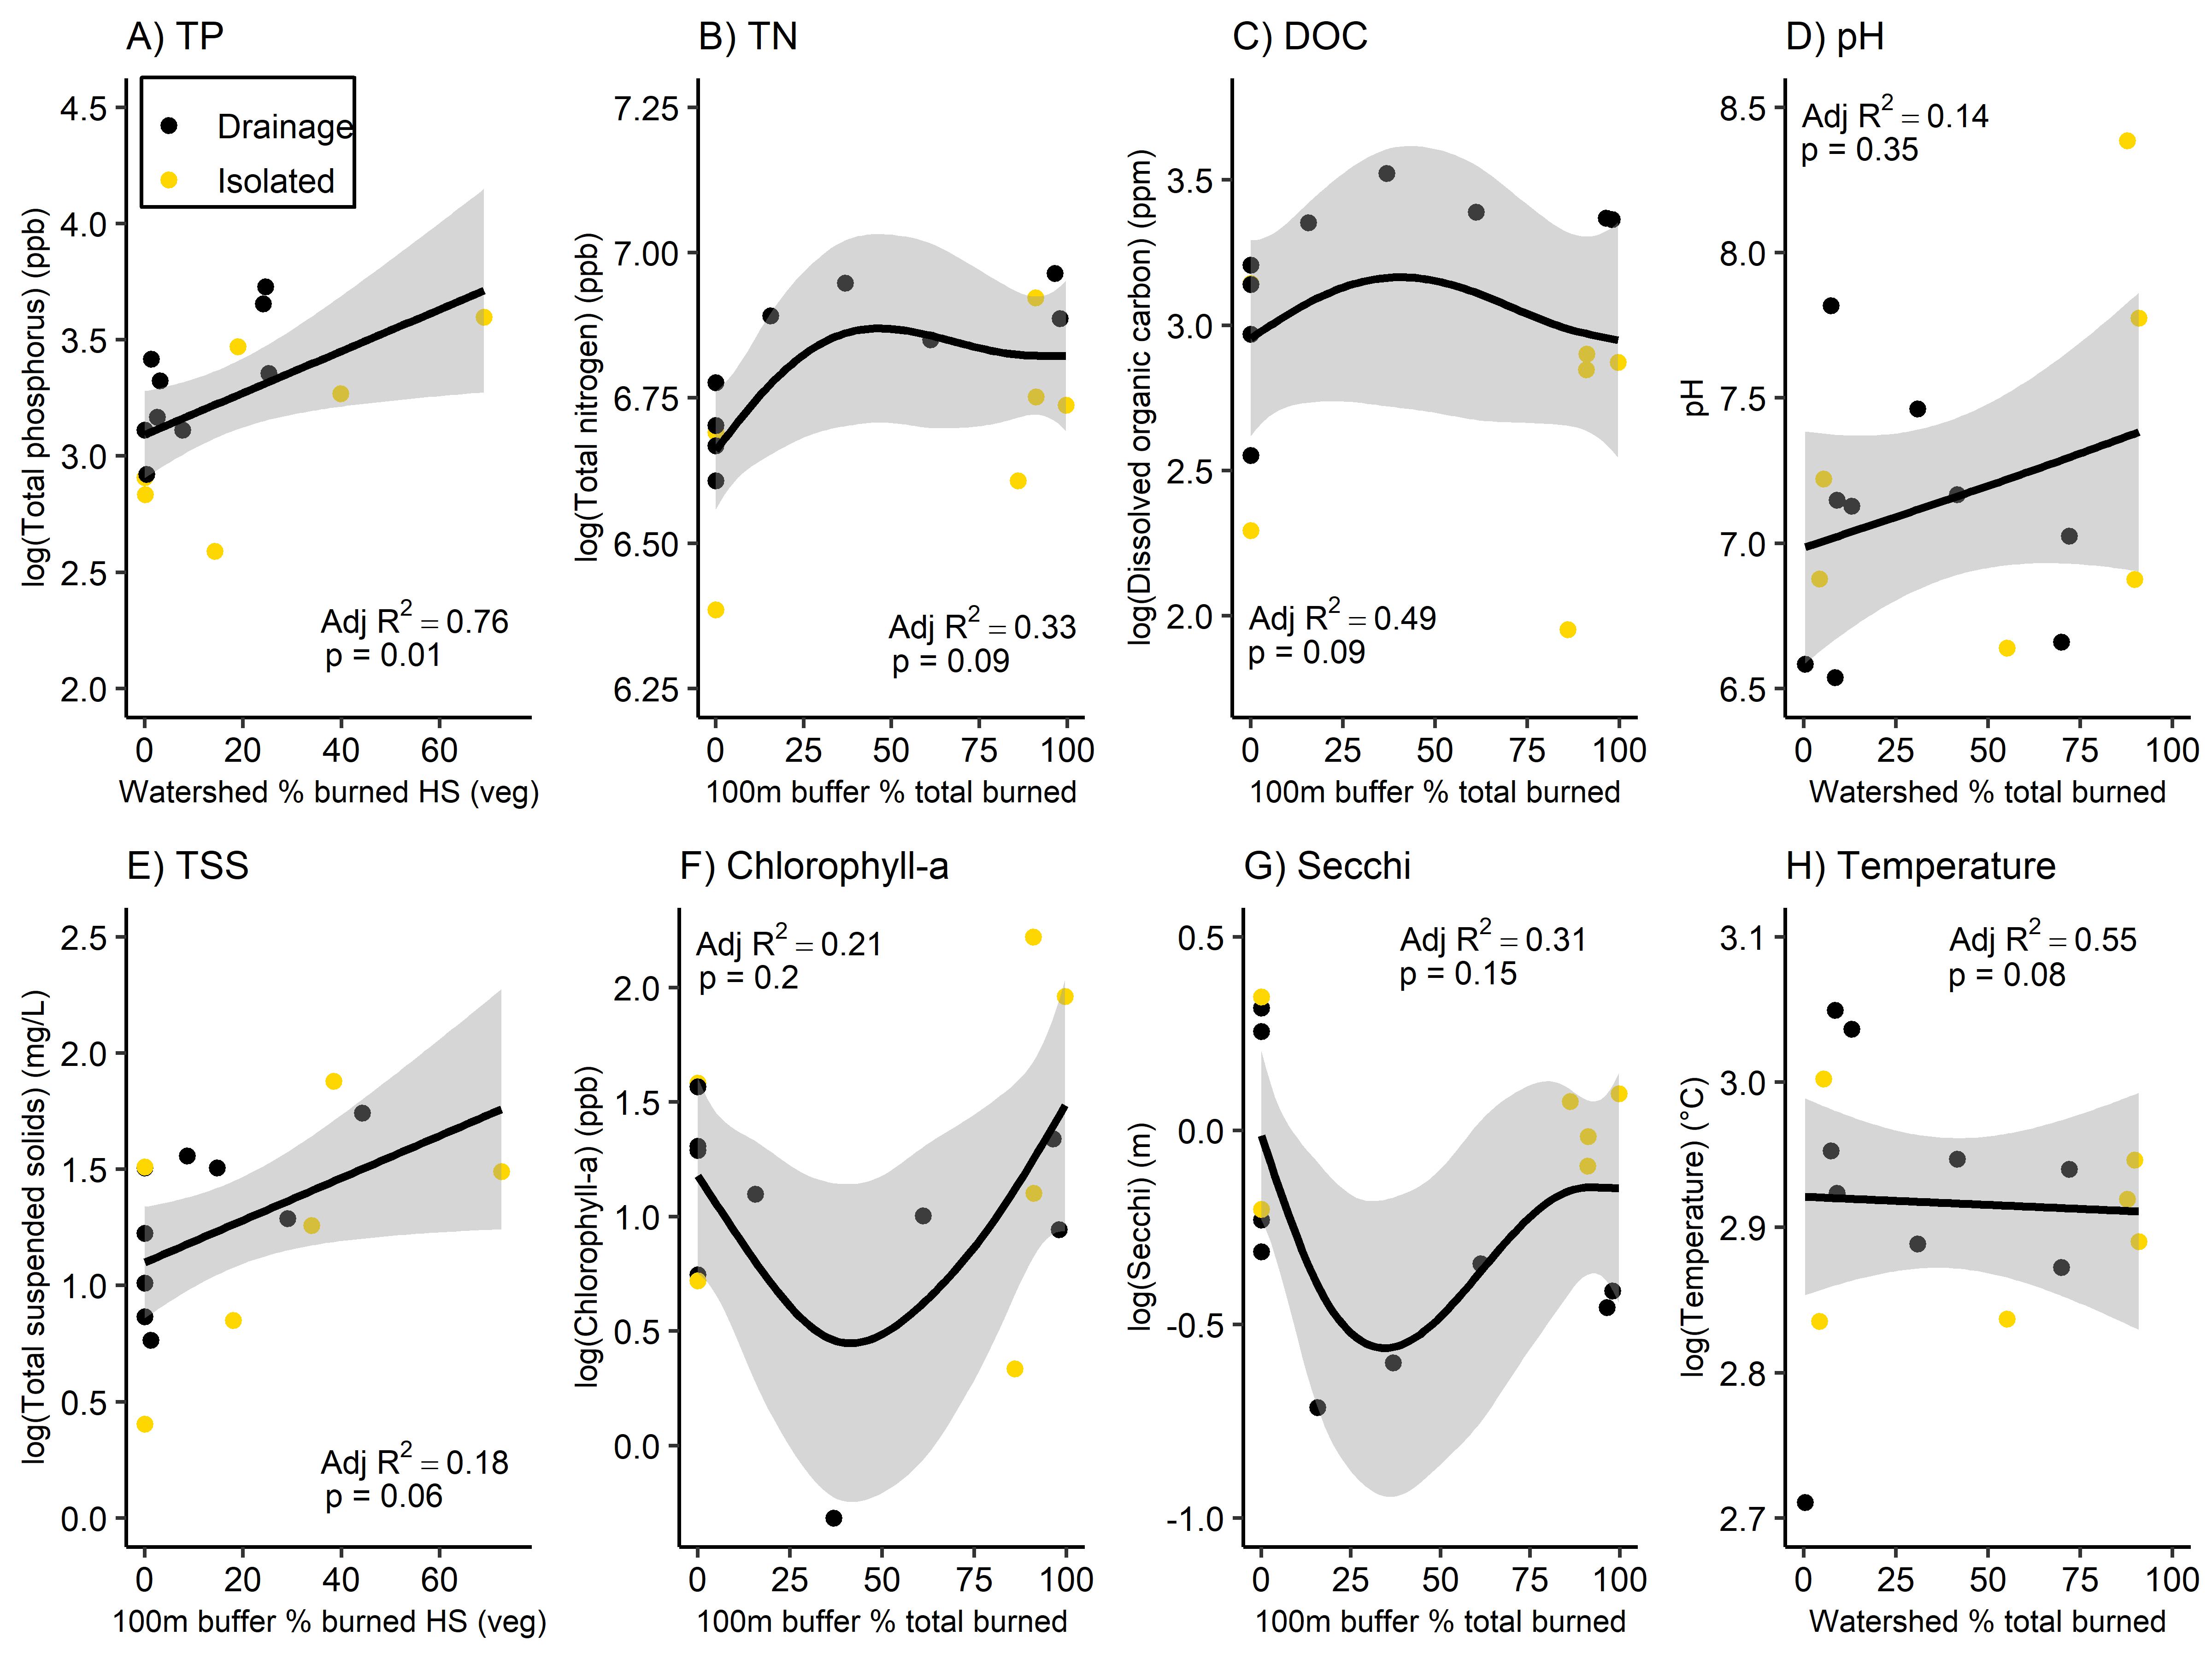 A) TP
4.5
4.0
3.5
3.0
2.5
2.0
log(Total phosphorus) (ppb)
Drainage
Isolated
Adj R² = 0.76
p = 0.01
0 20 40 60
Watershed % burned HS (veg)
B) TN
7.25
7.00
6.75
6.50
6.25
log(Total nitrogen) (ppb)
Adj R² = 0.33
p = 0.09
0 25 50 75 100
100m buffer % total burned
C) DOC
3.5
3.0
2.5
2.0
log(Dissolved organic carbon) (ppm)
Adj R² = 0.49
p = 0.09
0 25 50 75 100
100m buffer % total burned
D) pH
8.5
8.0
7.5
7.0
6.5
pH
Adj R² = 0.14
p = 0.35
0 25 50 75 100
Watershed % total burned
E) TSS
2.5
2.0
1.5
1.0
0.5
0.0
log(Total suspended solids) (mg/L)
Adj R² = 0.18
p = 0.06
0 20 40 60
100m buffer % burned HS (veg)
F) Chlorophyll-a
2.0
1.5
1.0
0.5
0.0
log(Chlorophyll-a) (ppb)
Adj R² = 0.21
p = 0.2
0 25 50 75 100
100m buffer % total burned
G) Secchi
0.5
0.0
-0.5
-1.0
log(Secchi) (m)
Adj R² = 0.31
p = 0.15
0 25 50 75 100
100m buffer % total burned
H) Temperature
3.1
3.0
2.9
2.8
2.7
log(Temperature) (°C)
Adj R² = 0.55
p = 0.08
0 25 50 75 100
Watershed % total burned